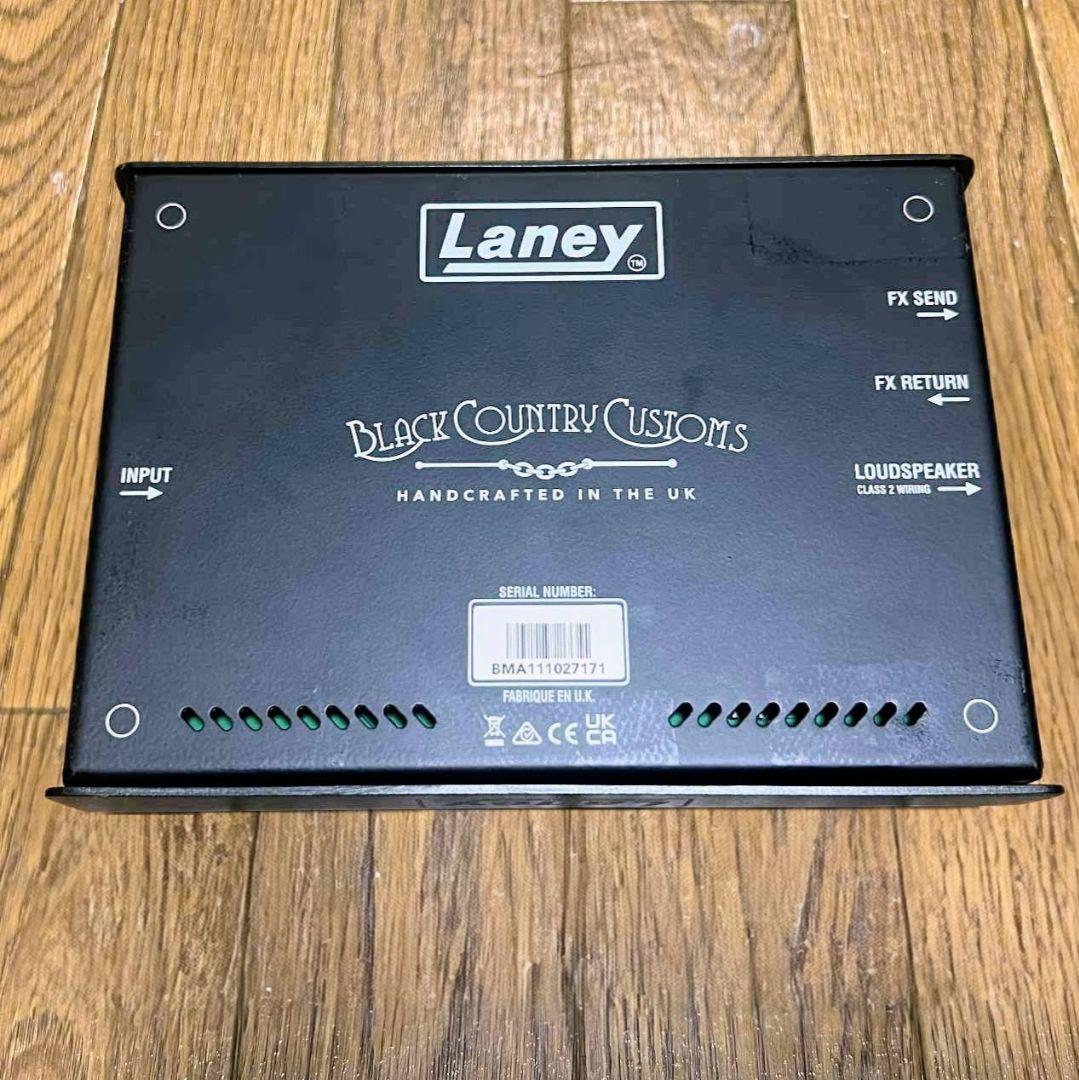 Laney
TM
FX SEND
FX RETURN
BLACK COUNTRY CUSTOMS
INPUT
LOUDSPEAKER
CLASS 2 WIRING
HANDCRAFTED IN THE UK
SERIAL NUMBER:
BMA111027171
FABRIQUE EN U.K.
CE
UK
CA